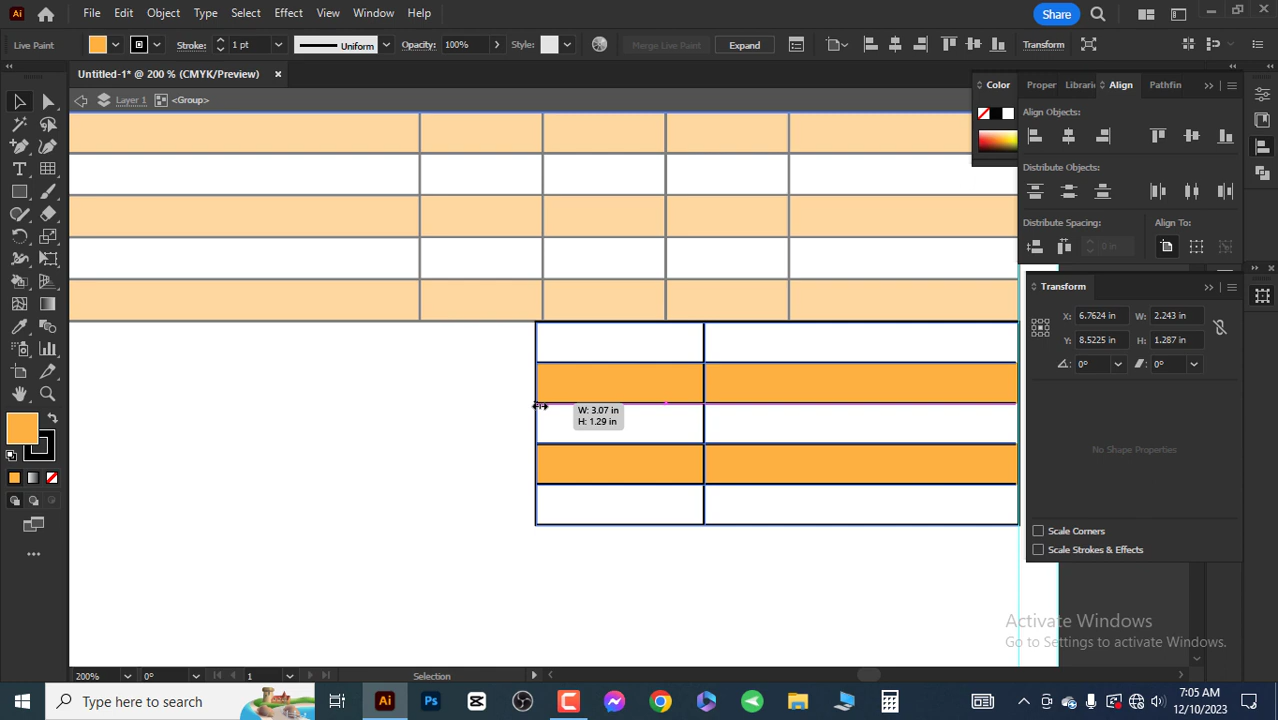 Ai File Edit Object Type Select Effect View Window Help Share
Live Paint Stroke: 1 pt Uniform Opacity: 100% Style: Merge Live Paint Expand Transform
Untitled-1* @ 200 % (CMYK/Preview)
Layer 1 <Group>
Color Proper Librari Align Pathfin
Align Objects:
Distribute Objects:
Distribute Spacing: Align To:
0 in
Transform
X: 6.7624 in W: 2.243 in
Y: 8.5225 in H: 1.287 in
0° 0°
W: 3.07 in
H: 1.29 in
No Shape Properties
Scale Corners
Scale Strokes & Effects
Activate Windows
Go to Settings to activate Windows.
200% 0° 1 Selection
Type here to search Ai Ps 7:05 AM
12/10/2023